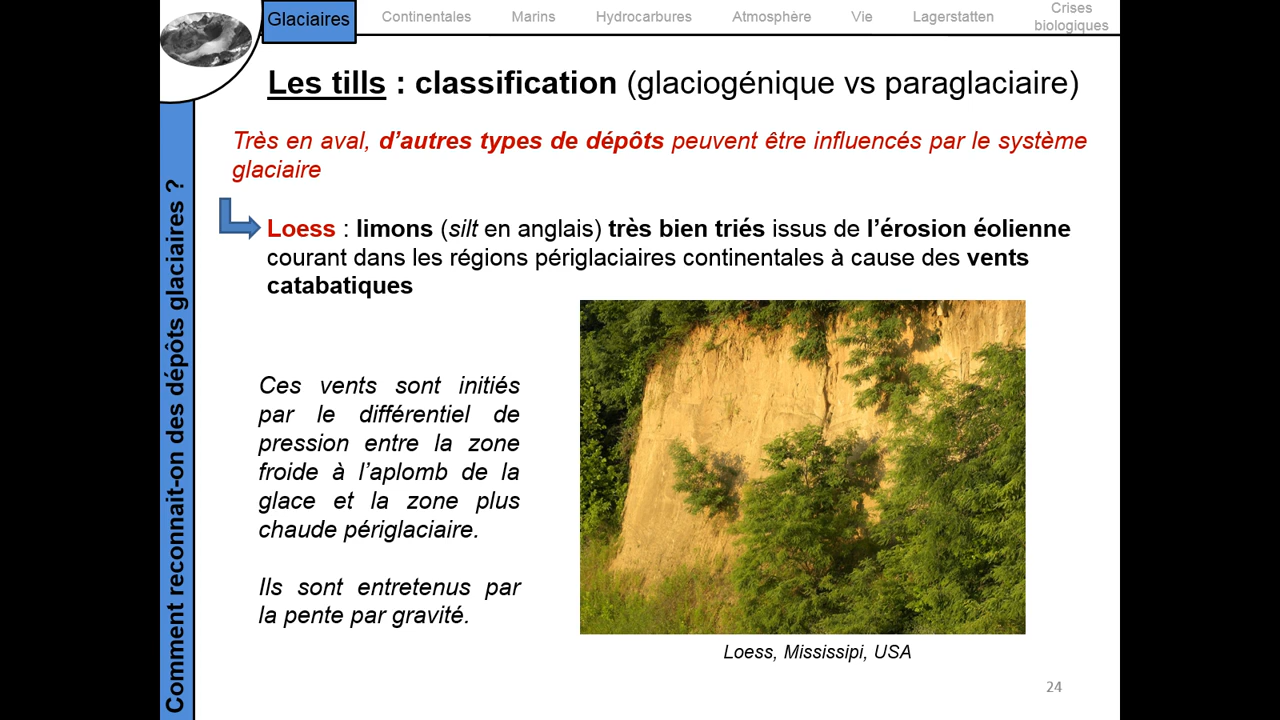 Glaciaires
Continentales
Marins
Hydrocarbures
Atmosphère
Vie
Lagerstatten
Crises
biologiques
Les tills : classification (glaciogénique vs paraglaciaire)
Très en aval, d’autres types de dépôts peuvent être influencés par le système
glaciaire
Loess : limons (silt en anglais) très bien triés issus de l’érosion éolienne
courant dans les régions périglaciaires continentales à cause des vents
catabatiques
Ces vents sont initiés
par le différentiel de
pression entre la zone
froide à l’aplomb de la
glace et la zone plus
chaude périglaciaire.
Ils sont entretenus par
la pente par gravité.
Loess, Mississipi, USA
24
Comment reconnait-on des dépôts glaciaires ?